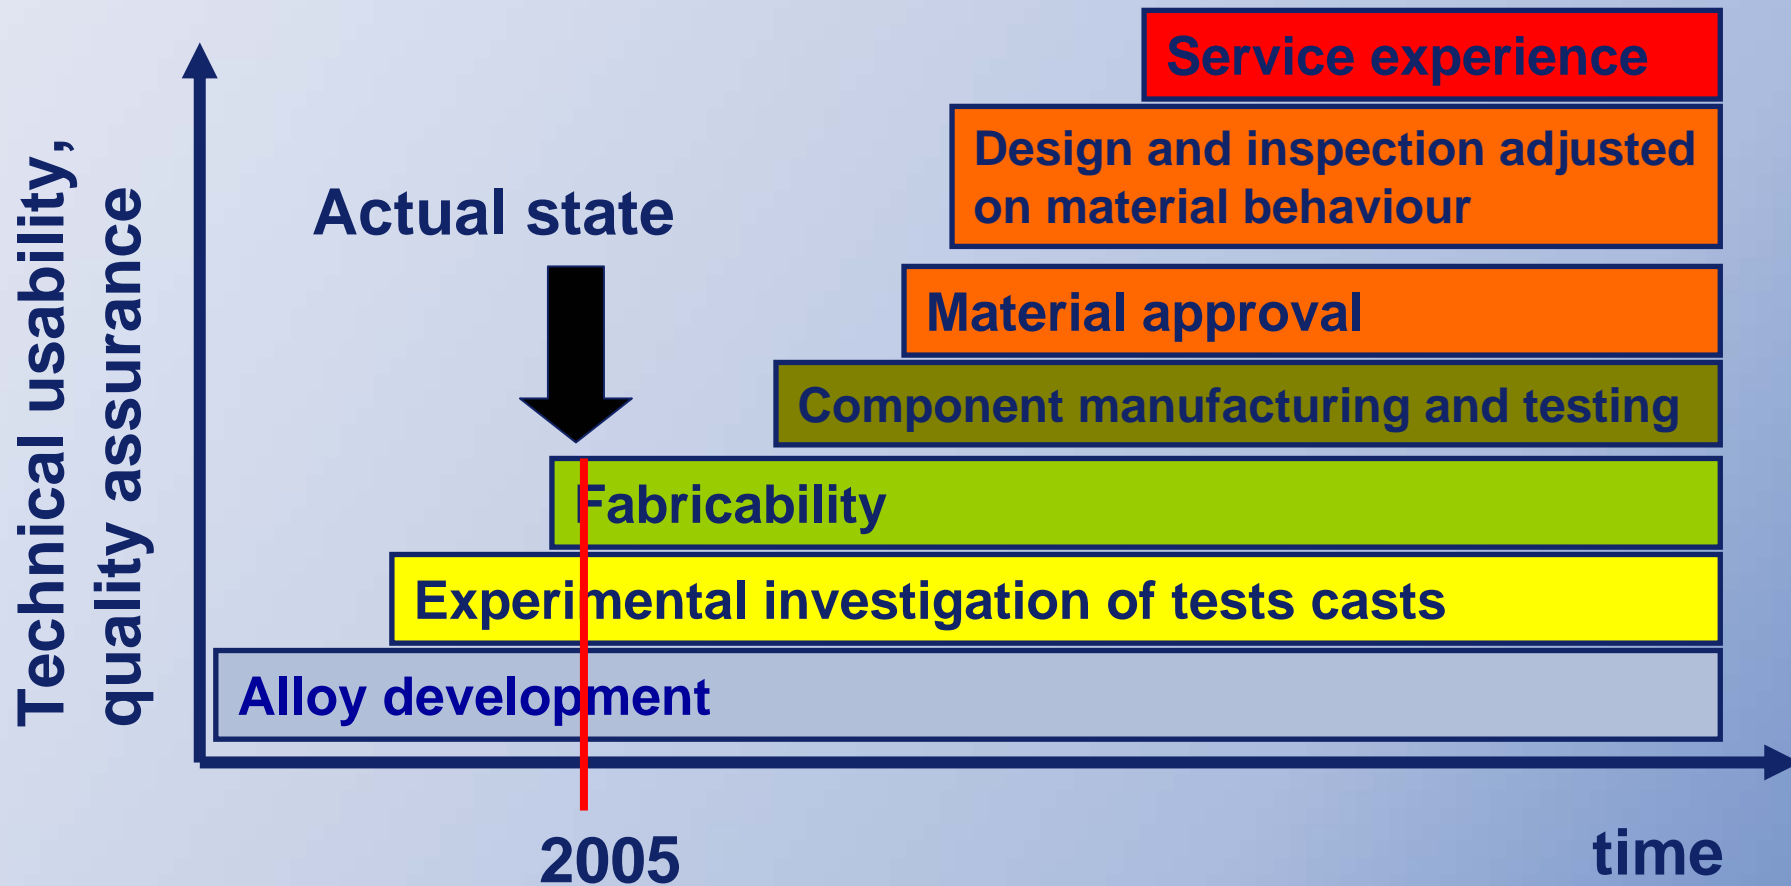 Technical usability,
quality assurance
Actual state
Service experience
Design and inspection adjusted
on material behaviour
Material approval
Component manufacturing and testing
Fabricability
Experimental investigation of tests casts
Alloy development
2005
time